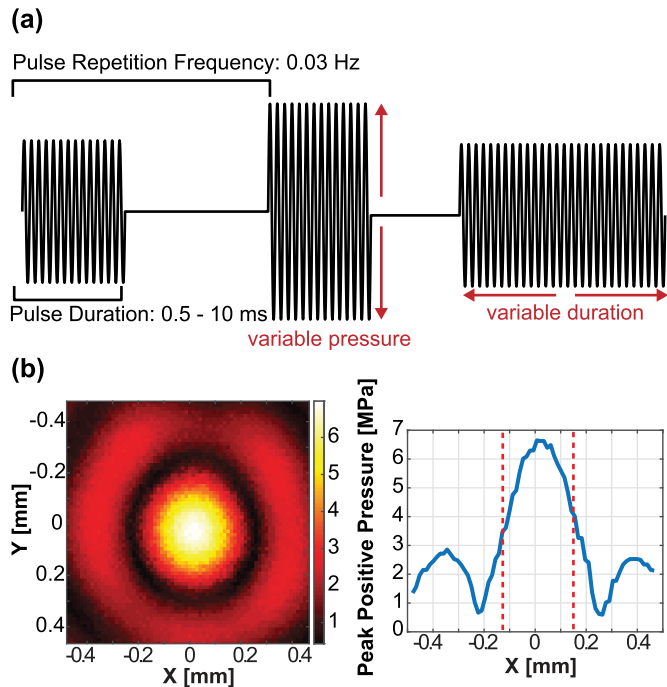 (a)
Pulse Repetition Frequency: 0.03 Hz
Pulse Duration: 0.5 - 10 ms
variable pressure
variable duration
(b)
Y [mm]
-0.4
-0.2
0
0.2
0.4
-0.4
-0.2
0
0.2
0.4
X [mm]
6
5
4
3
2
1
Peak Positive Pressure [MPa]
7
6
5
4
3
2
1
0
-0.4
-0.2
0
0.2
0.4
X [mm]